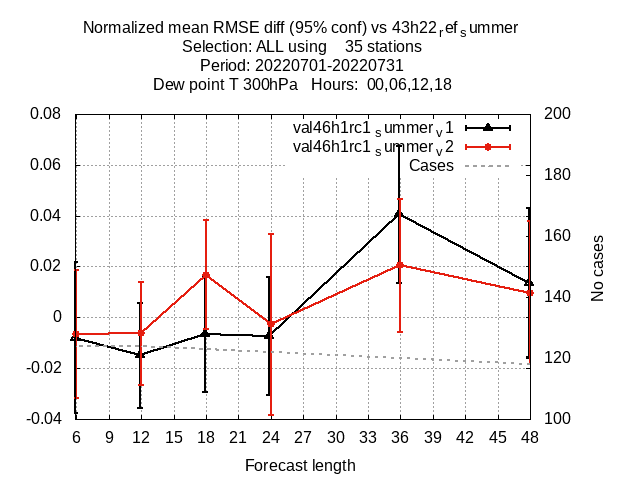 Normalized mean RMSE diff (95% conf) vs 43h22refsummer
Selection: ALL using 35 stations
Period: 20220701-20220731
Dew point T 300hPa Hours: 00,06,12,18
0.08
0.06
0.04
0.02
0
-0.02
-0.04
200
180
160
140
120
100
No cases
val46h1rc1summerv1
val46h1rc1summerv2
Cases
6 9 12 15 18 21 24 27 30 33 36 39 42 45 48
Forecast length